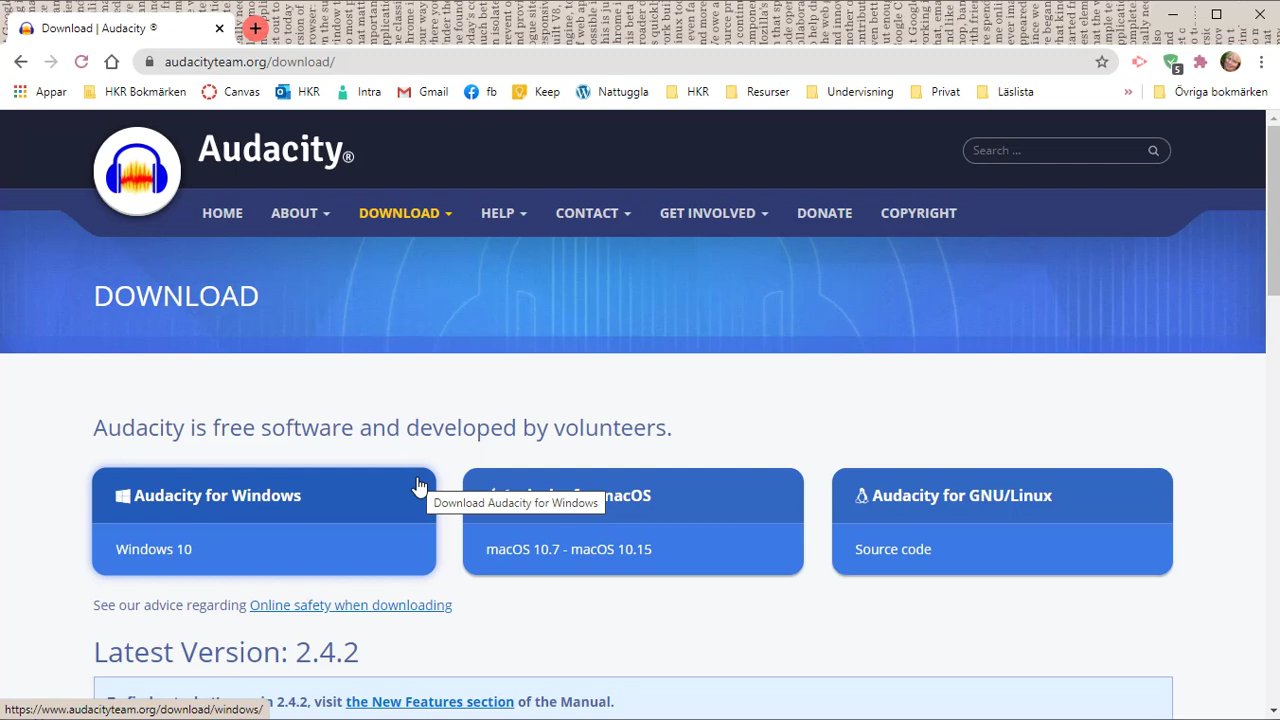 Download | Audacity ®
audacityteam.org/download/
5
Appar HKR Bokmärken Canvas HKR Intra Gmail fb Keep Nattuggla HKR Resurser Undervisning Privat Läslista » Övriga bokmärken
Audacity®
Search ...
HOME ABOUT DOWNLOAD HELP CONTACT GET INVOLVED DONATE COPYRIGHT
DOWNLOAD
Audacity is free software and developed by volunteers.
Audacity for Windows
macOS
Audacity for GNU/Linux
Download Audacity for Windows
Windows 10
macOS 10.7 - macOS 10.15
Source code
See our advice regarding Online safety when downloading
Latest Version: 2.4.2
2.4.2, visit the New Features section of the Manual.
https://www.audacityteam.org/download/windows/